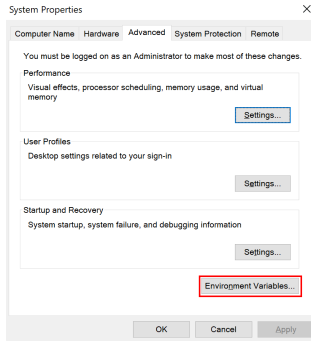 System Properties
Computer Name Hardware Advanced System Protection Remote
You must be logged on as an Administrator to make most of these changes.
Performance
Visual effects, processor scheduling, memory usage, and virtual
memory
Settings...
User Profiles
Desktop settings related to your sign-in
Settings...
Startup and Recovery
System startup, system failure, and debugging information
Settings...
Environment Variables...
OK Cancel Apply